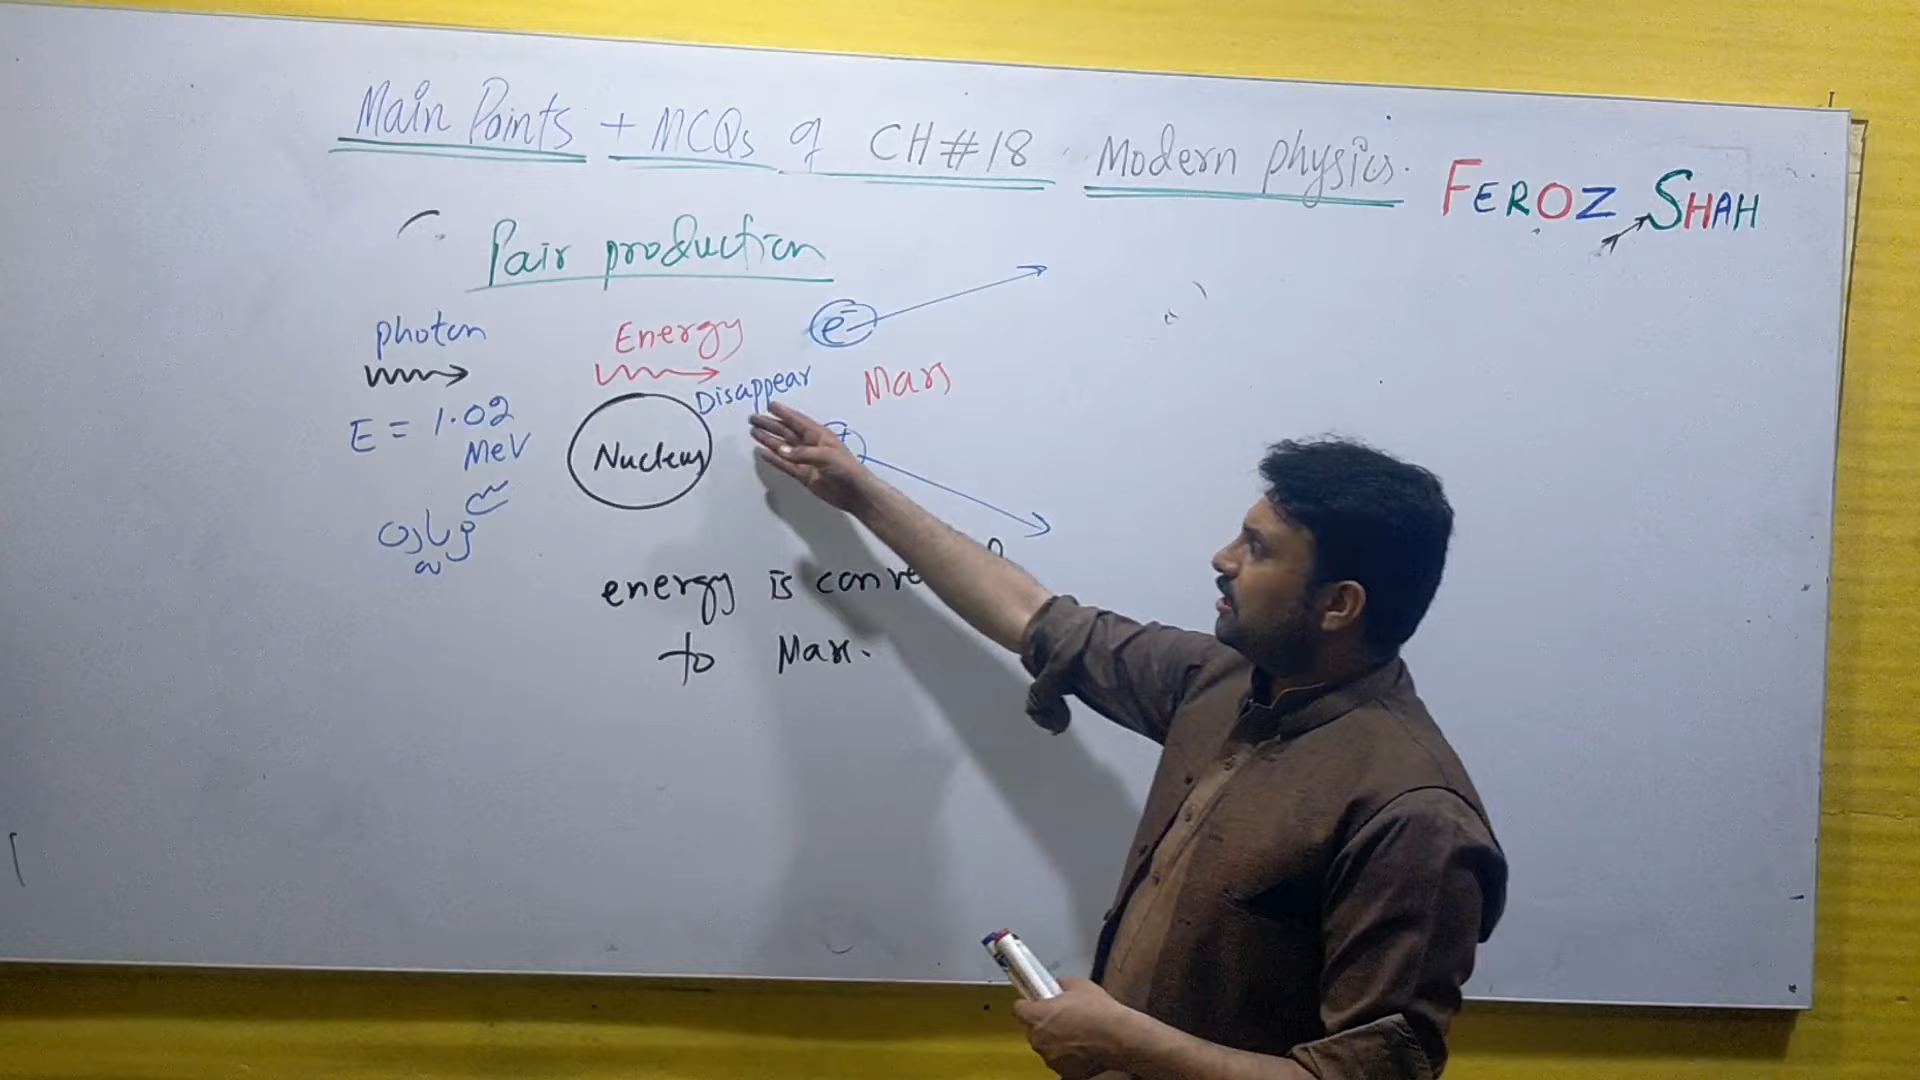 Main Points + MCQs of CH#18 Modern physics.
FEROZ SHAH
Pair production
photon
E = 1.02 MeV
زیادہ
Energy
Disappear
Nucleus
e-
+
Mass
energy is conve
to Mass.